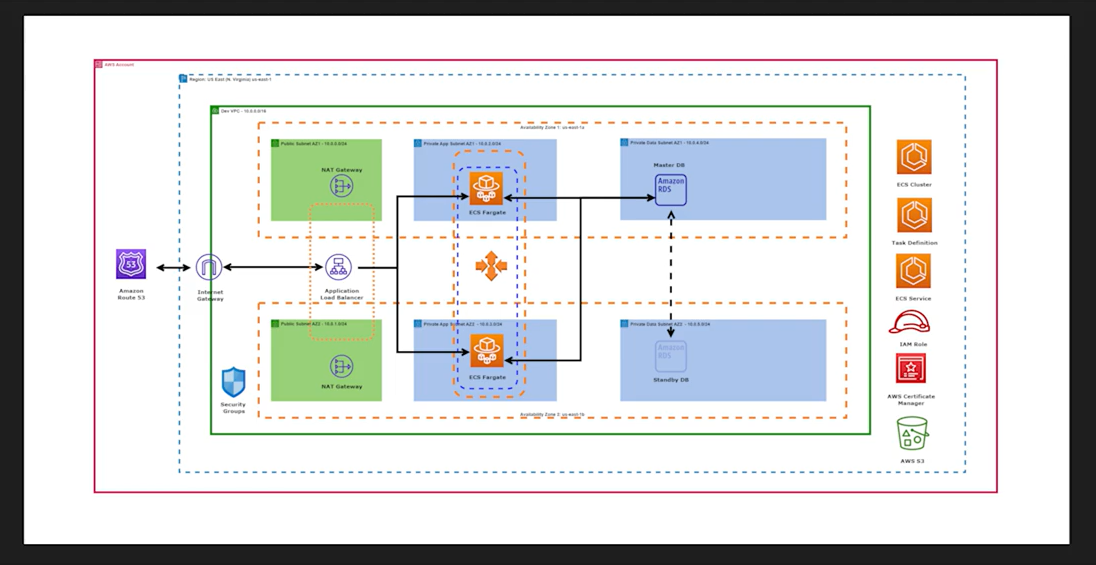 AWS Account
Region: US East (N. Virginia) us-east-1
Dev VPC - 10.0.0.0/16
Availability Zone 1: us-east-1a
Public Subnet AZ1 - 10.0.0.0/24
Private App Subnet AZ1 - 10.0.2.0/24
Private Data Subnet AZ1 - 10.0.4.0/24
NAT Gateway
ECS Fargate
Master DB
Amazon
RDS
53
Amazon
Route 53
Internet
Gateway
Application
Load Balancer
Public Subnet AZ2 - 10.0.1.0/24
Private App Subnet AZ2 - 10.0.3.0/24
Private Data Subnet AZ2 - 10.0.5.0/24
NAT Gateway
ECS Fargate
Amazon
RDS
Standby DB
Security
Groups
Availability Zone 2: us-east-1b
ECS Cluster
Task Definition
ECS Service
IAM Role
AWS Certificate
Manager
AWS S3